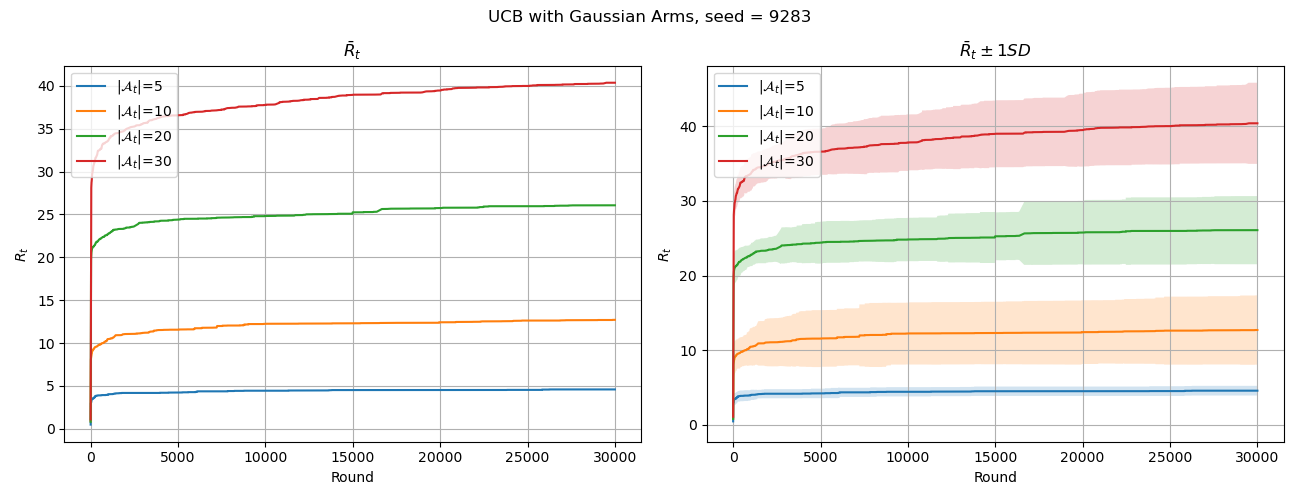 UCB with Gaussian Arms, seed = 9283
R̄ₜ
40
35
30
25
20
15
10
5
0
Rₜ
|𝒜ₜ|=5
|𝒜ₜ|=10
|𝒜ₜ|=20
|𝒜ₜ|=30
0 5000 10000 15000 20000 25000 30000
Round
R̄ₜ ± 1SD
40
30
20
10
0
Rₜ
|𝒜ₜ|=5
|𝒜ₜ|=10
|𝒜ₜ|=20
|𝒜ₜ|=30
0 5000 10000 15000 20000 25000 30000
Round